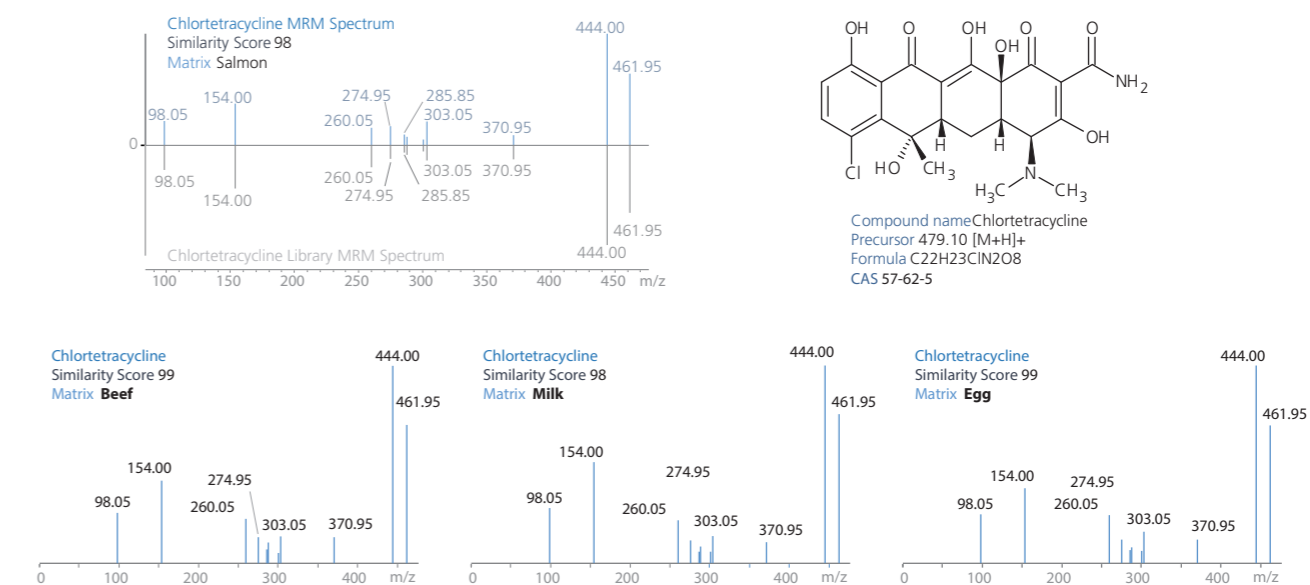 Chlortetracycline MRM Spectrum
Similarity Score 98
Matrix Salmon
444.00
461.95
98.05
154.00
260.05
274.95
285.85
303.05
370.95
0
98.05
154.00
260.05
274.95
285.85
303.05
370.95
461.95
444.00
Chlortetracycline Library MRM Spectrum
100 150 200 250 300 350 400 450 m/z
OH O OH OH O O
NH2
OH
H H
Cl HO CH3
N
H3C CH3
Compound name Chlortetracycline
Precursor 479.10 [M+H]+
Formula C22H23ClN2O8
CAS 57-62-5
Chlortetracycline
Similarity Score 99
Matrix Beef
444.00
461.95
154.00
274.95
98.05
260.05
303.05
370.95
0 100 200 300 400 m/z
Chlortetracycline
Similarity Score 98
Matrix Milk
444.00
461.95
154.00
274.95
98.05
260.05
303.05
370.95
0 100 200 300 400 m/z
Chlortetracycline
Similarity Score 99
Matrix Egg
444.00
461.95
154.00
274.95
98.05
260.05
303.05
370.95
0 100 200 300 400 m/z